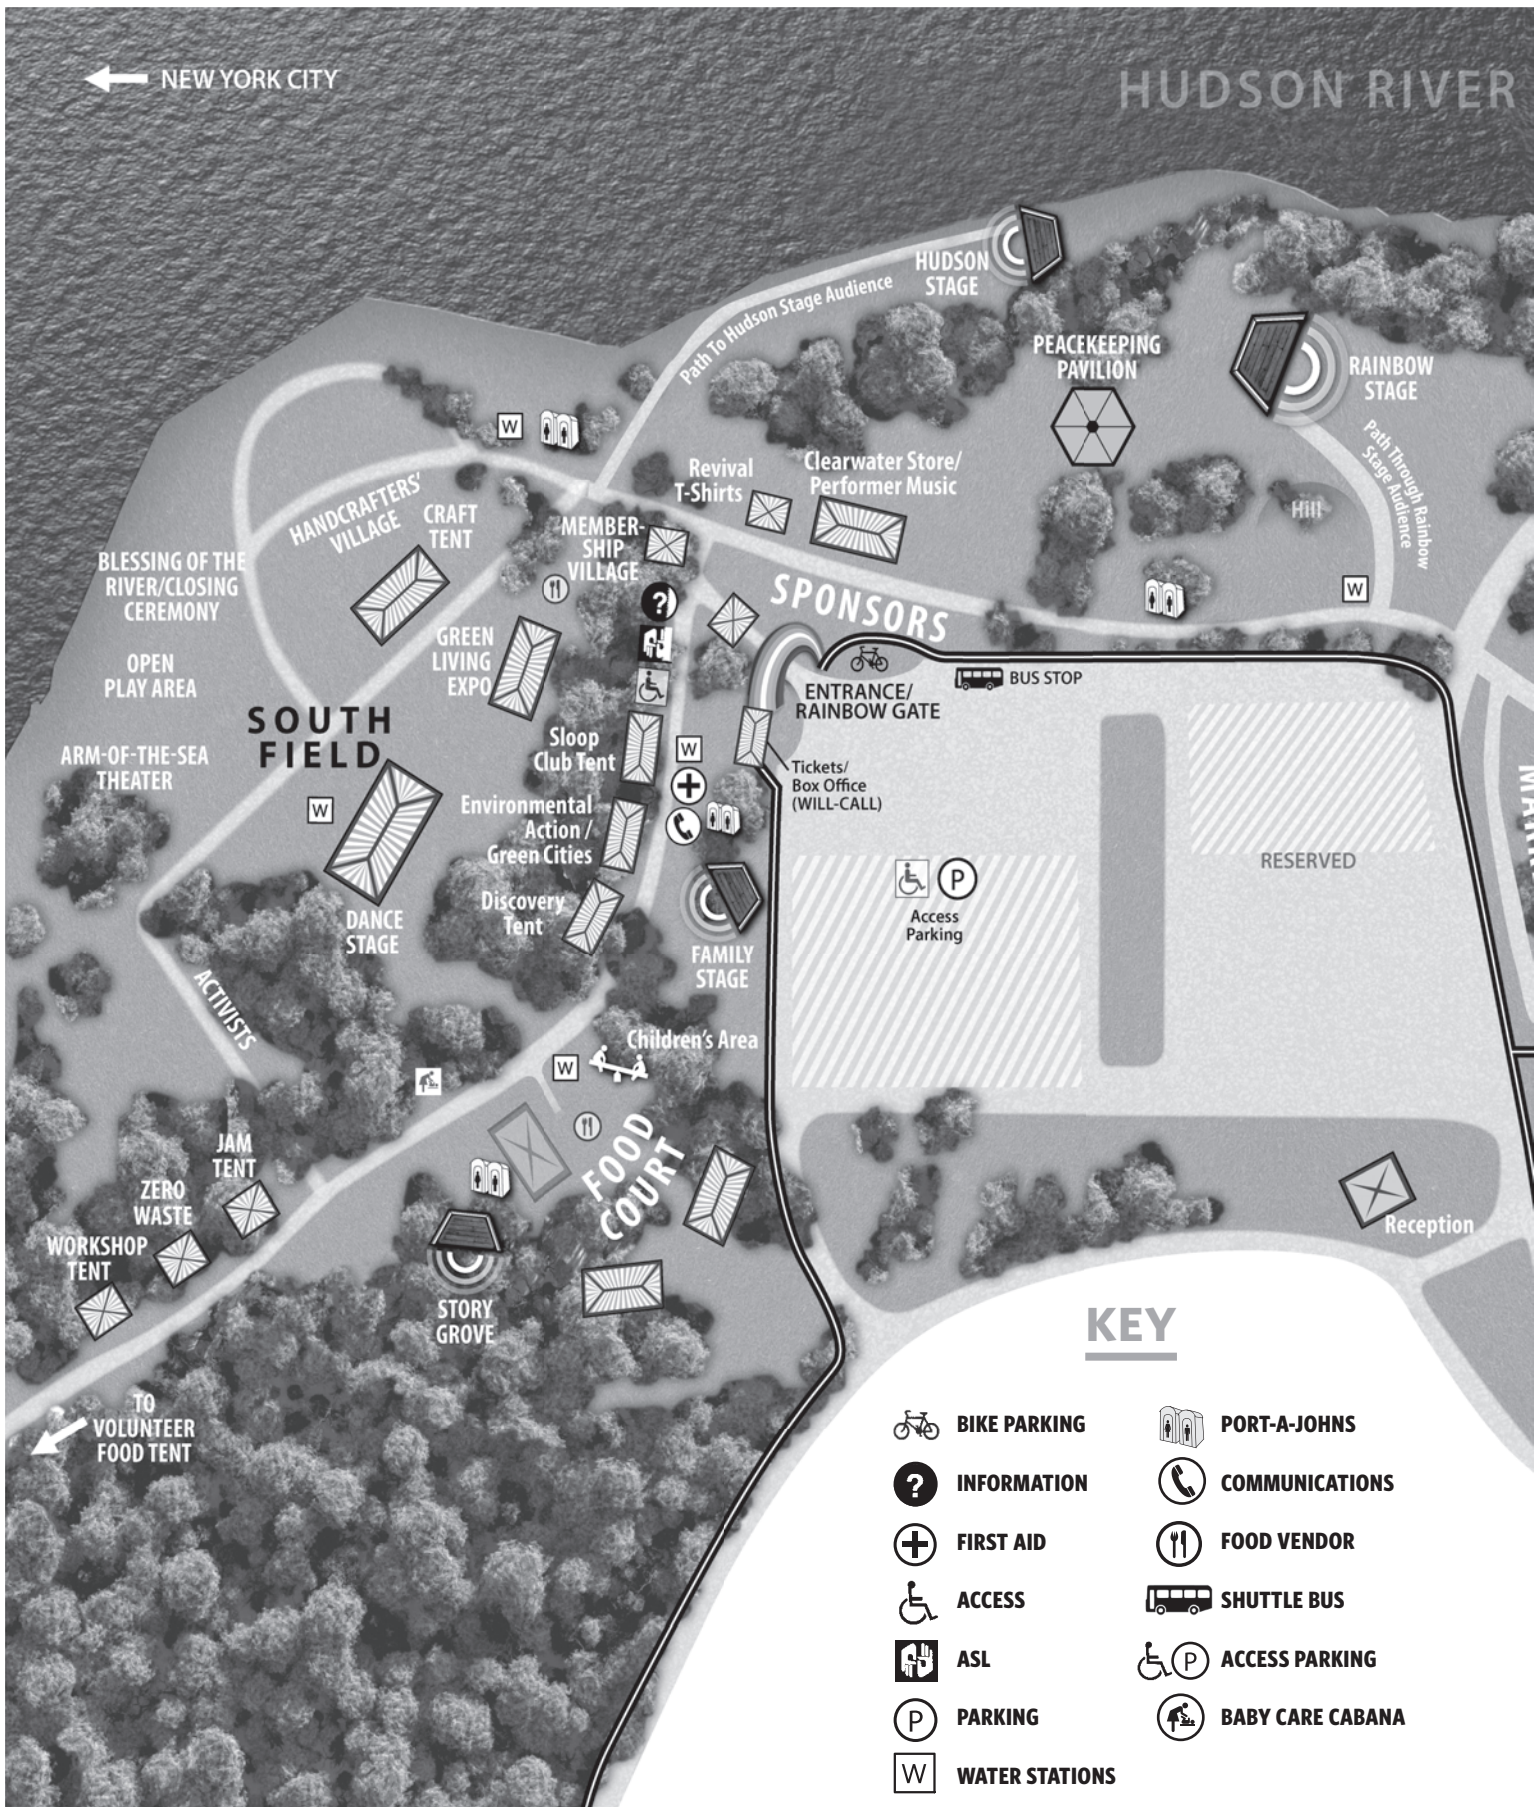 NEW YORK CITY
HUDSON RIVER
HUDSON
STAGE
Path To Hudson Stage Audience
PEACEKEEPING
PAVILION
RAINBOW
STAGE
Path Through Rainbow
Stage Audience
W
Revival
T-Shirts
Clearwater Store/
Performer Music
Hill
HANDCRAFTERS'
VILLAGE
CRAFT
TENT
MEMBER-
SHIP
VILLAGE
BLESSING OF THE
RIVER/CLOSING
CEREMONY
?
SPONSORS
W
GREEN
LIVING
EXPO
OPEN
PLAY AREA
BUS STOP
ENTRANCE/
RAINBOW GATE
SOUTH
FIELD
Sloop
Club Tent
W
ARM-OF-THE-SEA
THEATER
Tickets/
Box Office
(WILL-CALL)
W
Environmental
Action /
Green Cities
RESERVED
P
Access
Parking
Discovery
Tent
DANCE
STAGE
FAMILY
STAGE
ACTIVISTS
Children's Area
W
FOOD
COURT
JAM
TENT
ZERO
WASTE
WORKSHOP
TENT
Reception
STORY
GROVE
TO
VOLUNTEER
FOOD TENT
KEY
BIKE PARKING
PORT-A-JOHNS
? INFORMATION
COMMUNICATIONS
FIRST AID
FOOD VENDOR
ACCESS
SHUTTLE BUS
ASL
P ACCESS PARKING
P PARKING
BABY CARE CABANA
W WATER STATIONS